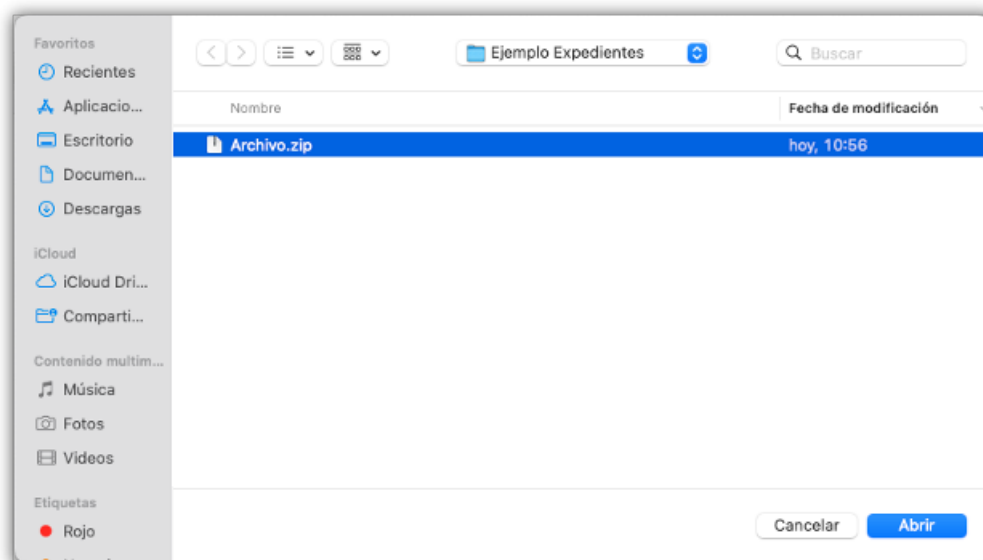 Favoritos
Recientes
Aplicacio...
Escritorio
Documen...
Descargas
iCloud
iCloud Dri...
Comparti...
Contenido multim...
Música
Fotos
Videos
Etiquetas
Rojo
Ejemplo Expedientes
Buscar
Nombre
Fecha de modificación
Archivo.zip
hoy, 10:56
Cancelar
Abrir